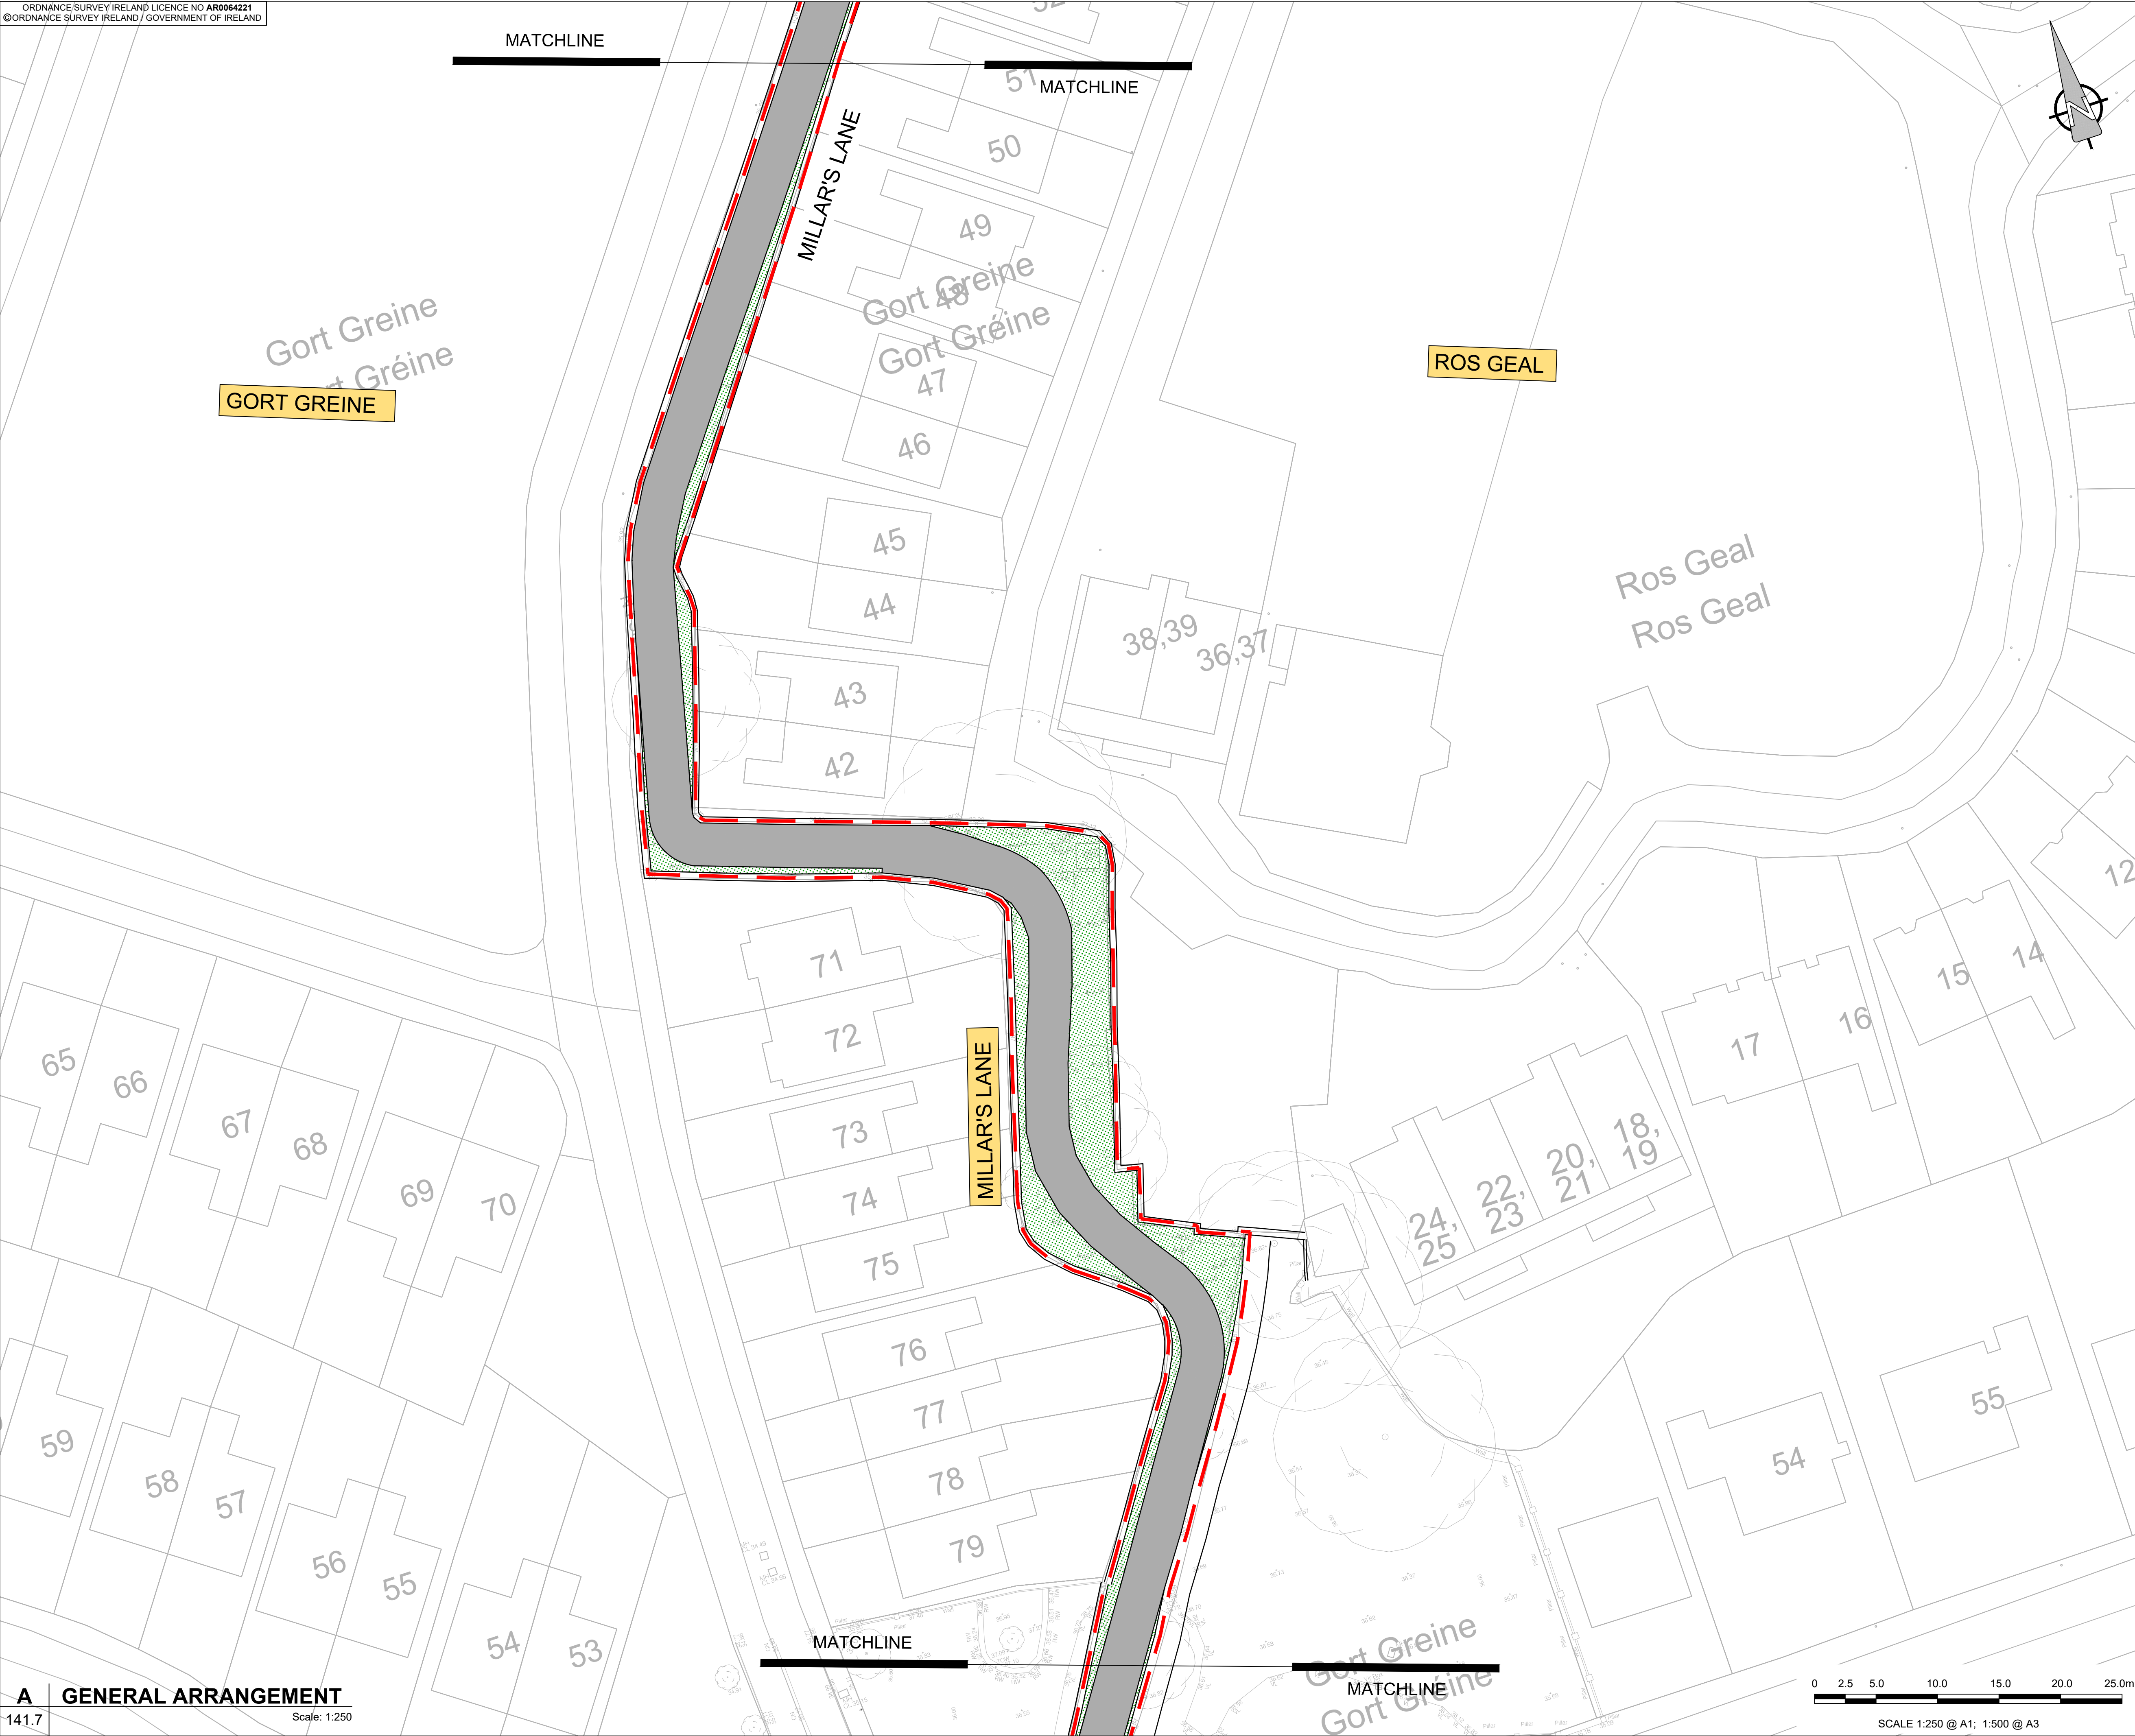 ORDNANCE SURVEY IRELAND LICENCE NO AR0064221
©ORDNANCE SURVEY IRELAND / GOVERNMENT OF IRELAND
MATCHLINE
MATCHLINE
MILLAR'S LANE
51
50
49
48
Gort Greine
Gort Gréine
47
46
45
44
43
42
Gort Greine
Gréine
GORT GREINE
ROS GEAL
Ros Geal
Ros Geal
38,39
36,37
71
72
73
74
75
76
77
78
79
MILLAR'S LANE
65
66
67
68
69
70
59
58
57
56
55
54
53
12
14
15
16
17
18,
19
20,
21
22,
23
24,
25
54
55
Gort Greine
Gort Gréine
MATCHLINE
MATCHLINE
A
141.7
GENERAL ARRANGEMENT
Scale: 1:250
0 2.5 5.0 10.0 15.0 20.0 25.0m
SCALE 1:250 @ A1; 1:500 @ A3